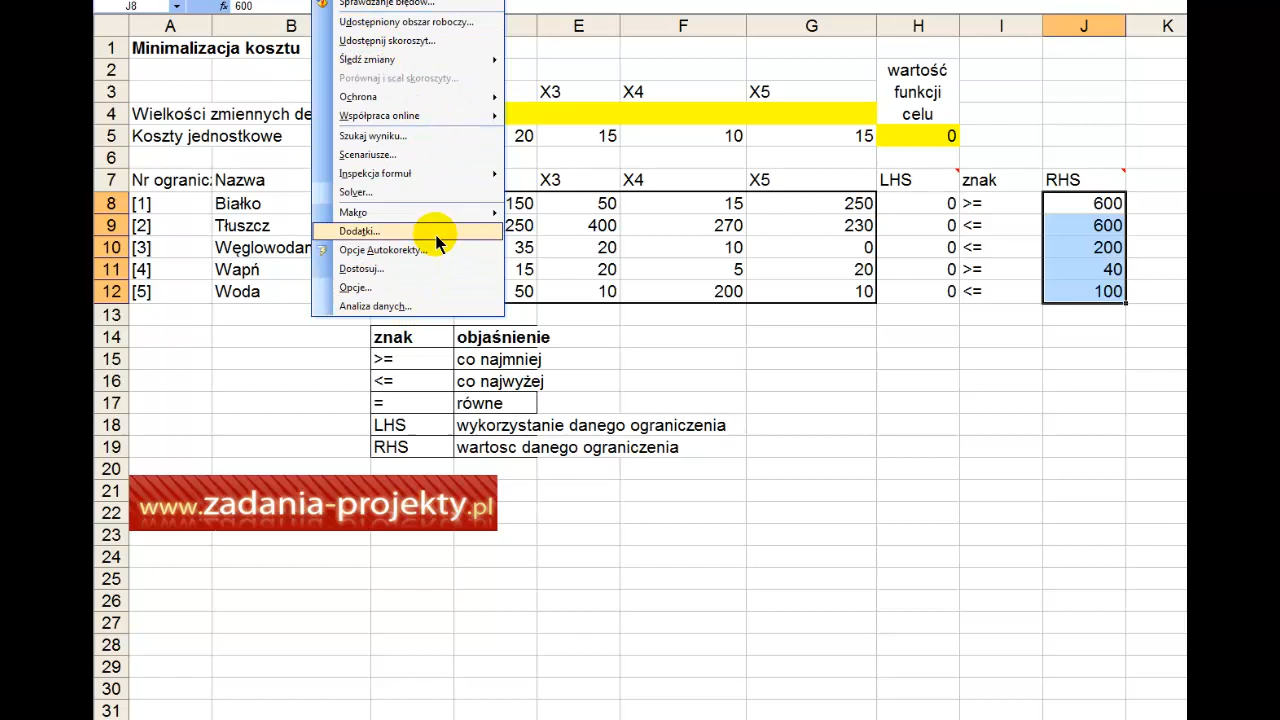 J8 fx 600
Sprawdzanie błędów...
Udostępniony obszar roboczy...
Udostępnij skoroszyt...
Śledź zmiany
Porównaj i scal skoroszyty...
Ochrona
Współpraca online
Szukaj wyniku...
Scenariusze...
Inspekcja formuł
Solver...
Makro
Dodatki...
Opcje Autokorekty...
Dostosuj...
Opcje...
Analiza danych...
A B E F G H I J K
1 Minimalizacja kosztu
2 wartość
3 X3 X4 X5 funkcji
4 Wielkości zmiennych de celu
5 Koszty jednostkowe 20 15 10 15 0
6
7 Nr ogranic Nazwa X3 X4 X5 LHS znak RHS
8 [1] Białko 150 50 15 250 0 >= 600
9 [2] Tłuszcz 250 400 270 230 0 <= 600
10 [3] Węglowodan 35 20 10 0 0 <= 200
11 [4] Wapń 15 20 5 20 0 >= 40
12 [5] Woda 50 10 200 10 0 <= 100
13
14 znak objaśnienie
15 >= co najmniej
16 <= co najwyżej
17 = równe
18 LHS wykorzystanie danego ograniczenia
19 RHS wartosc danego ograniczenia
20
21
www.zadania-projekty.pl
22
23
24
25
26
27
28
29
30
31